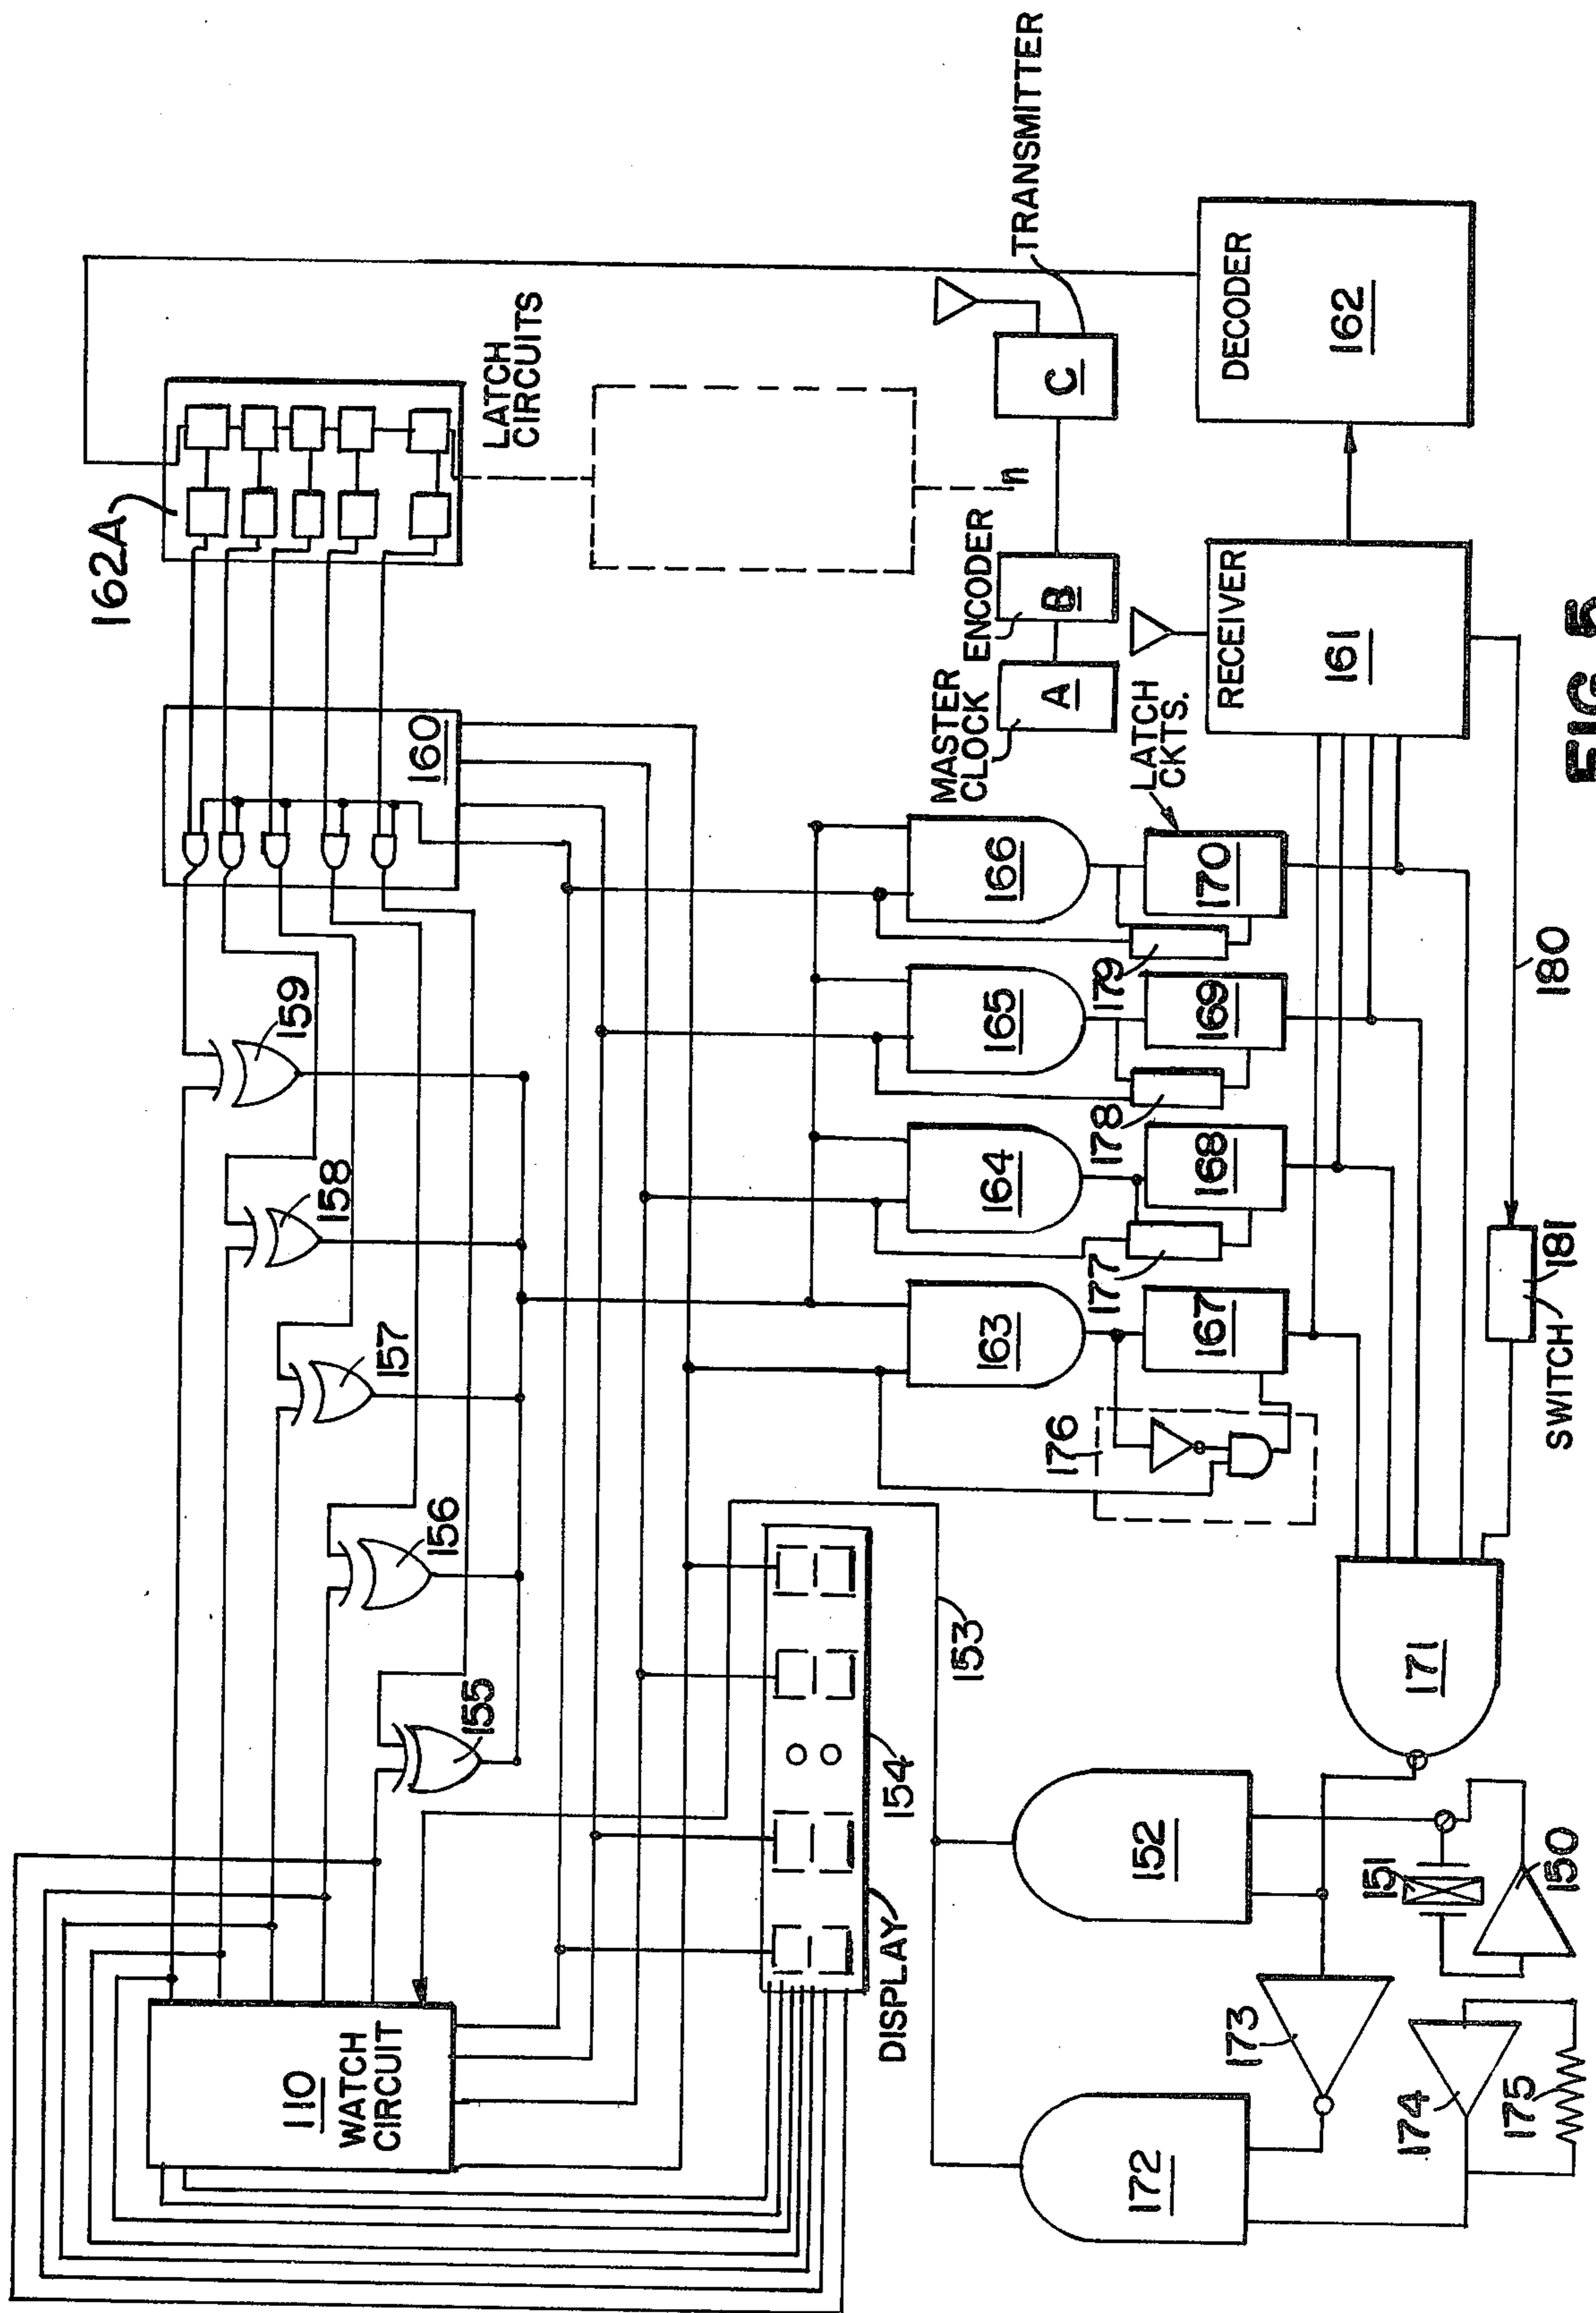 162A
LATCH
CIRCUITS
n
TRANSMITTER
C
ENCODER
B
MASTER
CLOCK
A
DECODER
162
RECEIVER
161
160
159
158
157
156
155
110
WATCH
CIRCUIT
DISPLAY
154
153
166
165
164
163
LATCH
CKTS.
170
169
168
167
179
178
177
176
180
181
SWITCH
171
152
172
173
151
150
174
175
FIG 5